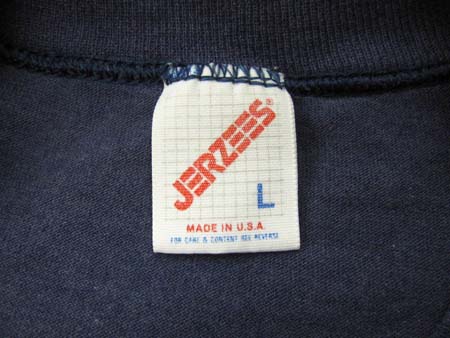 JERZEES®
L
MADE IN U.S.A.
FOR CARE & CONTENT SEE REVERSE